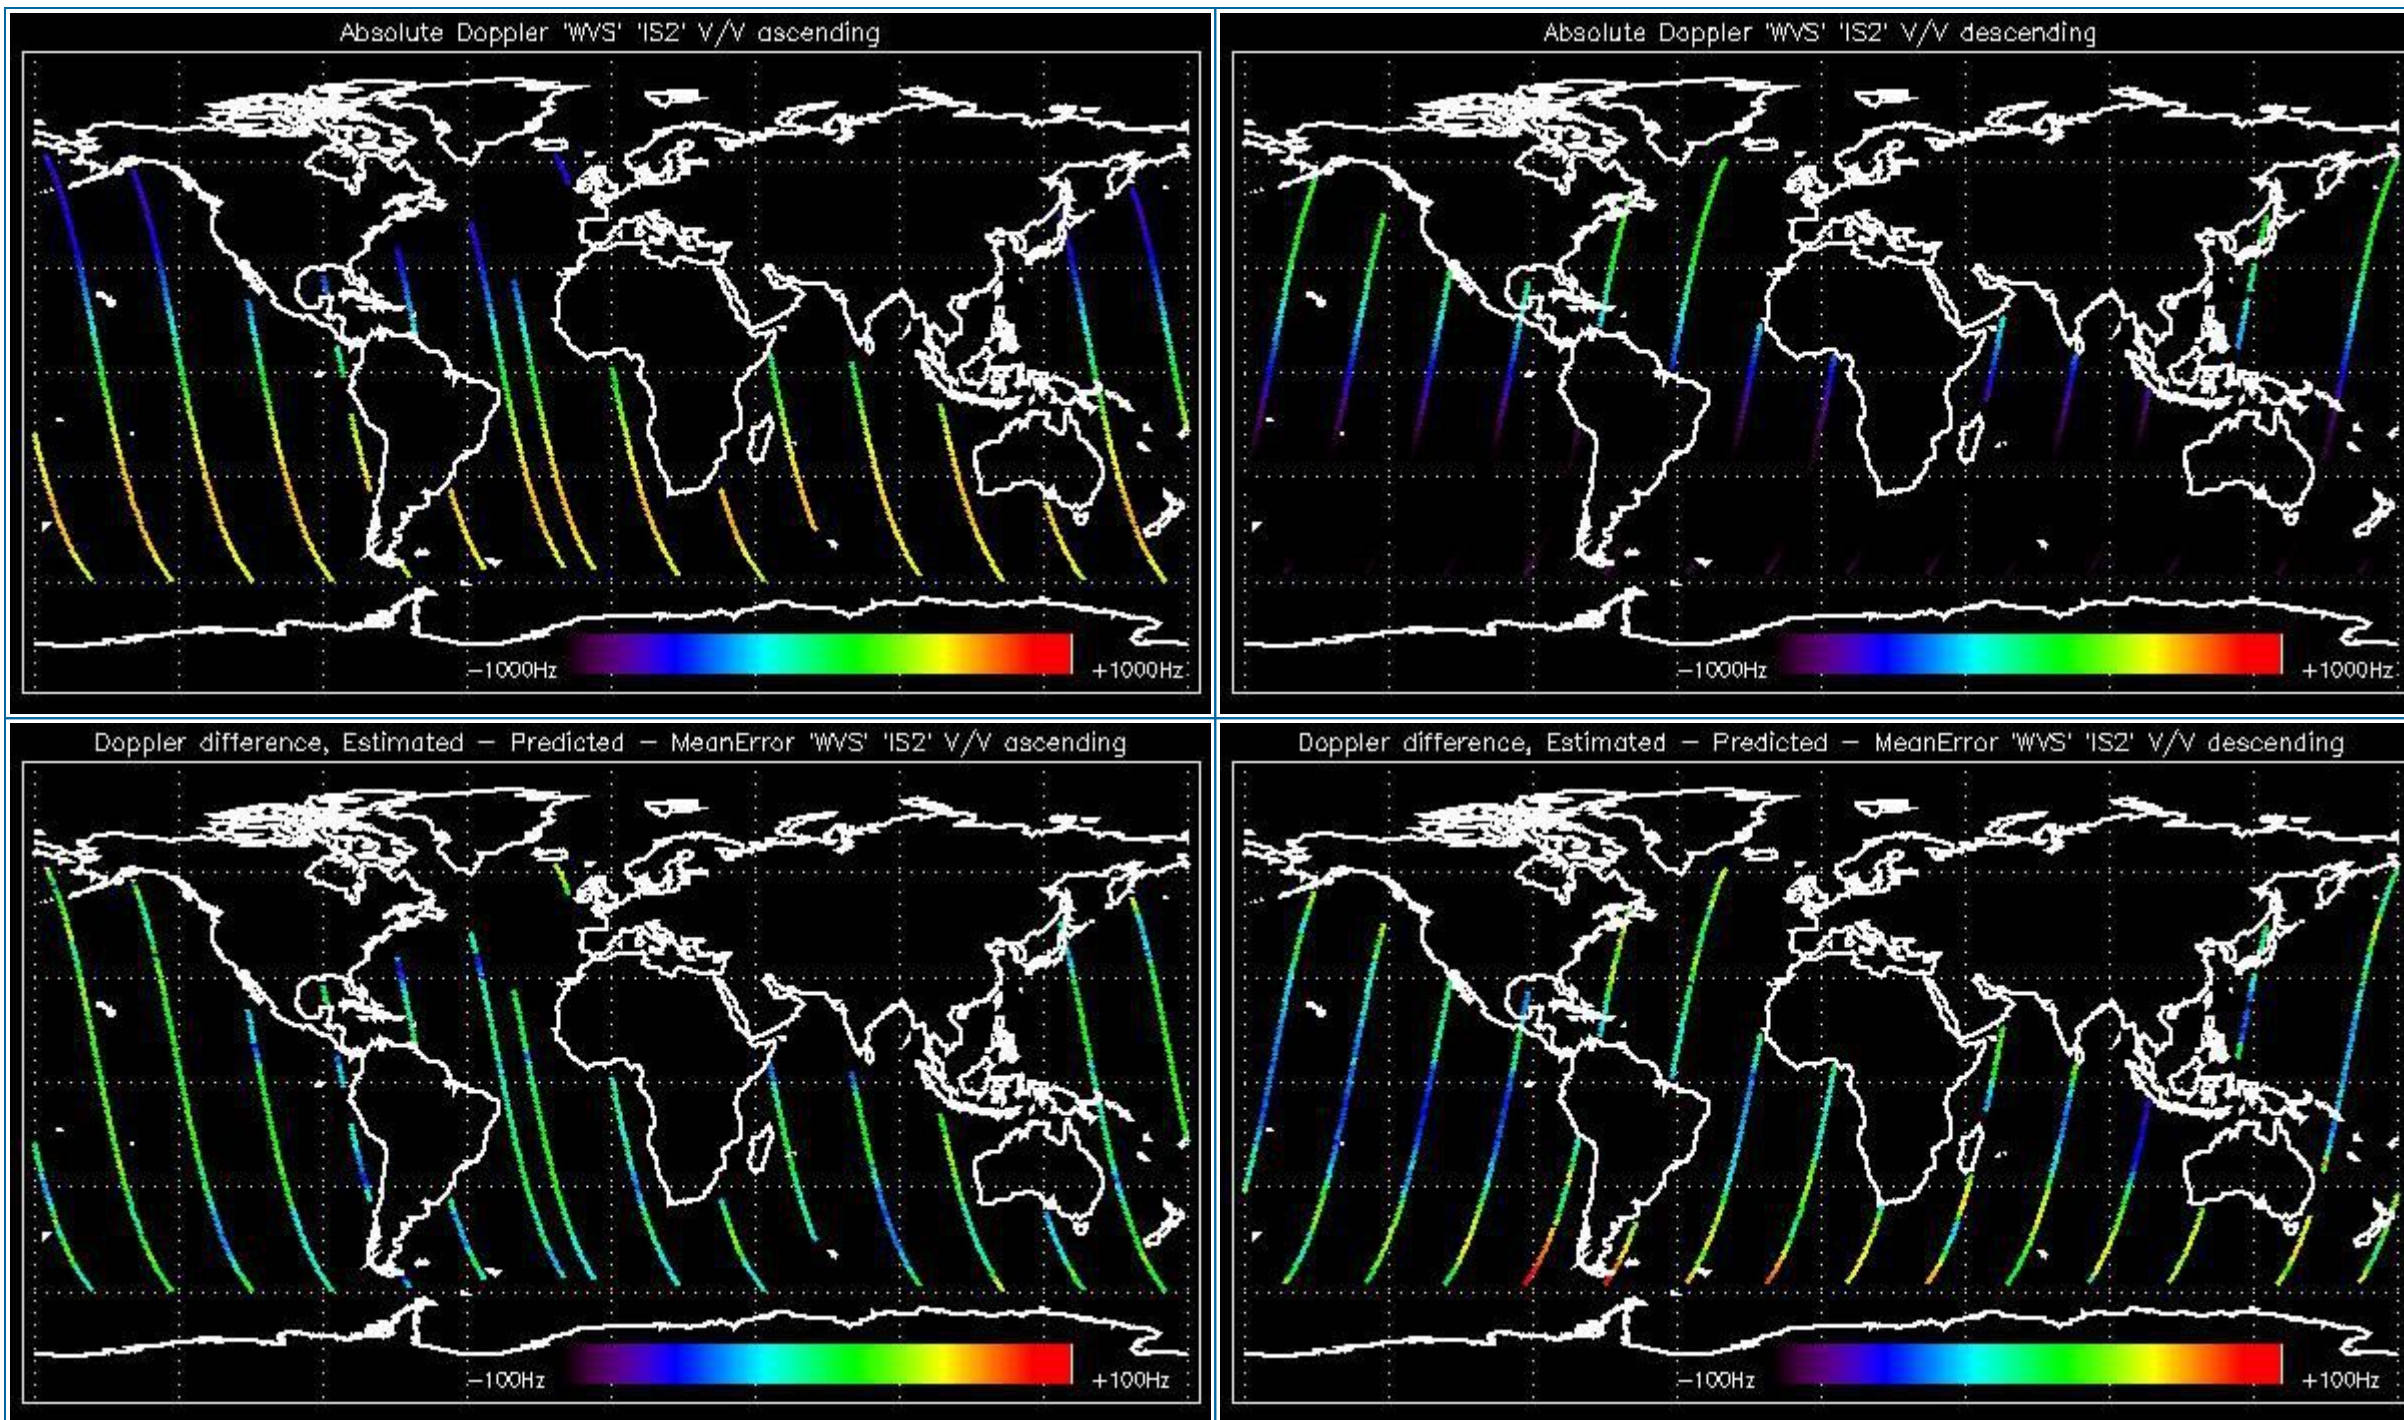 Absolute Doppler 'WVS' 'IS2' V/V ascending
-1000Hz
+1000Hz
Absolute Doppler 'WVS' 'IS2' V/V descending
-1000Hz
+1000Hz
Doppler difference, Estimated - Predicted - MeanError 'WVS' 'IS2' V/V ascending
-100Hz
+100Hz
Doppler difference, Estimated - Predicted - MeanError 'WVS' 'IS2' V/V descending
-100Hz
+100Hz